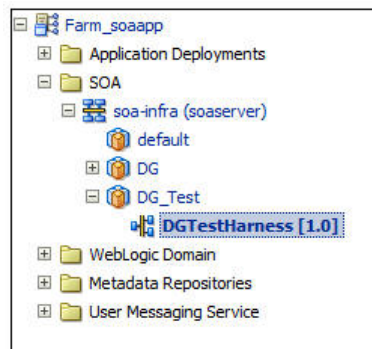 Farm_soaapp
Application Deployments
SOA
soa-infra (soaserver)
default
DG
DG_Test
DGTestHarness [1.0]
WebLogic Domain
Metadata Repositories
User Messaging Service